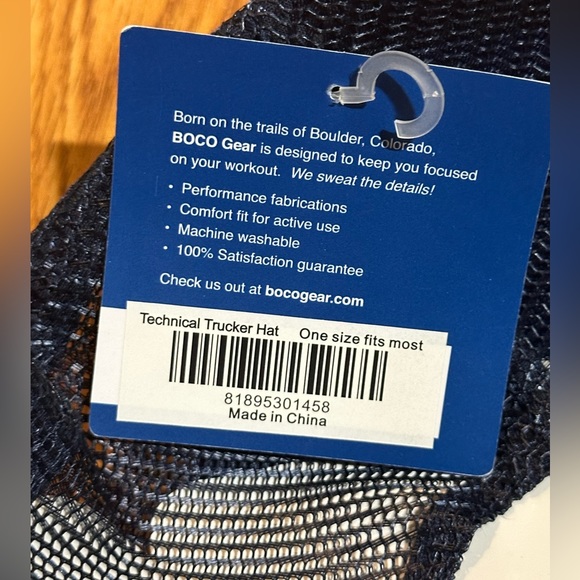 Born on the trails of Boulder, Colorado,
BOCO Gear is designed to keep you focused
on your workout. We sweat the details!
• Performance fabrications
• Comfort fit for active use
• Machine washable
• 100% Satisfaction guarantee
Check us out at bocogear.com
Technical Trucker Hat One size fits most
81895301458
Made in China